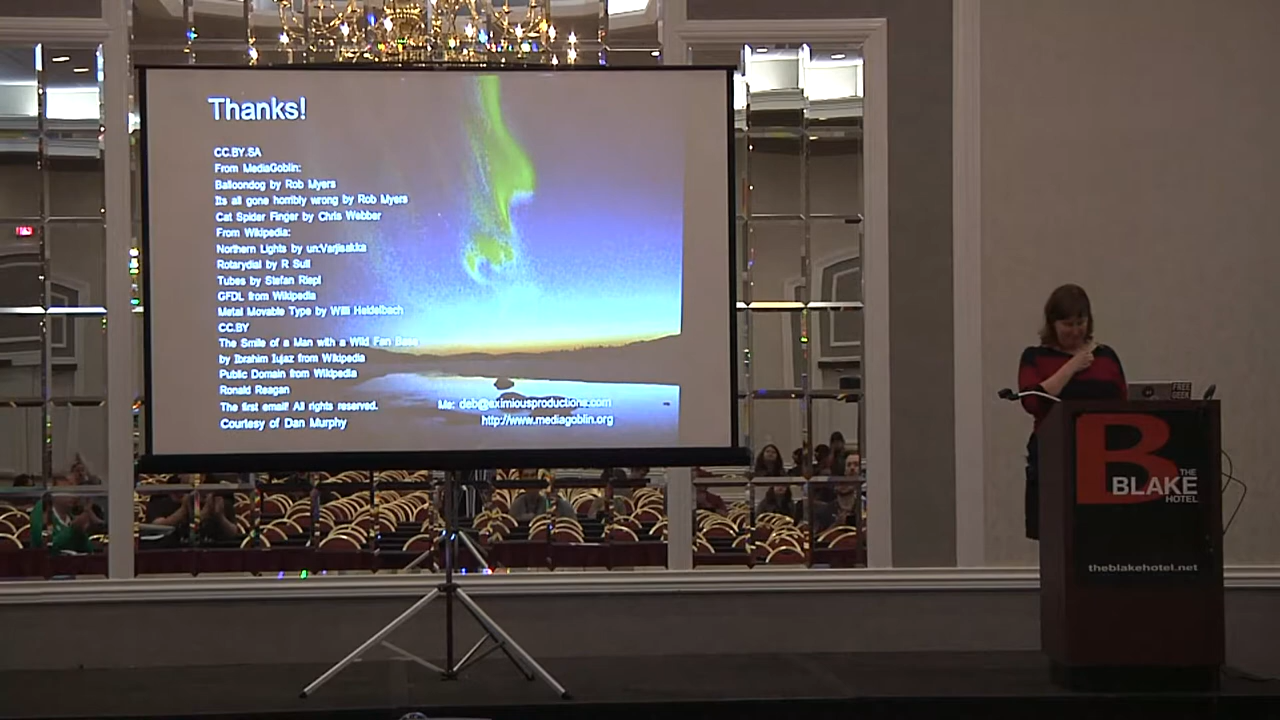 Thanks!
CC.BY.SA
From MediaGoblin:
Balloondog by Rob Myers
Its all gone horribly wrong by Rob Myers
Cat Spider Finger by Chris Webber
From Wikipedia:
Northern Lights by un:Varjisakka
Rotarydial by R Sull
Tubes by Stefan Riepl
GFDL from Wikipedia
Metal Movable Type by Willi Heidelbach
CC.BY
The Smile of a Man with a Wild Fan Base
by Ibrahim Iujaz from Wikipedia
Public Domain from Wikipedia
Ronald Reagan
The first email! All rights reserved.
Courtesy of Dan Murphy
Me: deb@eximiousproductions.com
http://www.mediagoblin.org
FREE
GEEK
B
THE
BLAKE
HOTEL
theblakehotel.net